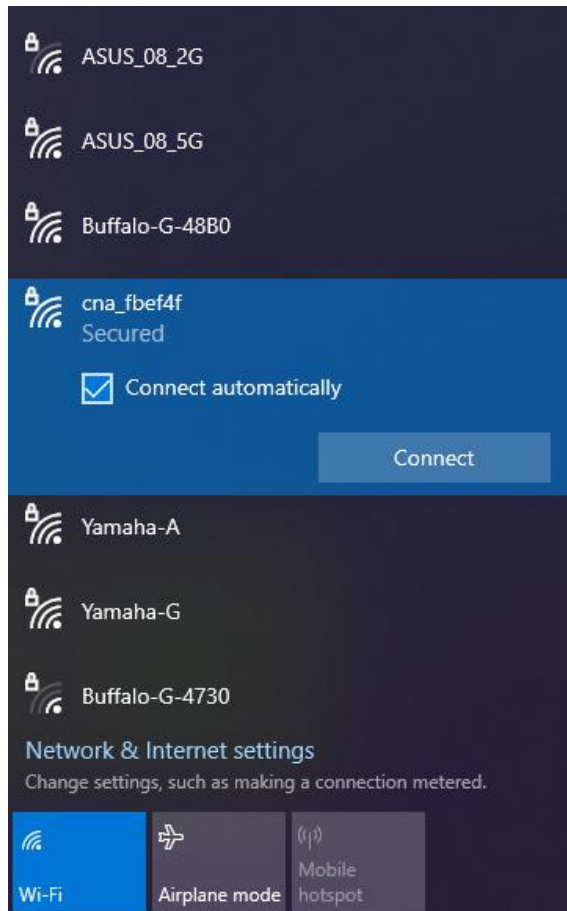 ASUS_08_2G
ASUS_08_5G
Buffalo-G-48B0
cna_fbef4f
Secured
Connect automatically
Connect
Yamaha-A
Yamaha-G
Buffalo-G-4730
Network & Internet settings
Change settings, such as making a connection metered.
Wi-Fi
Airplane mode
Mobile
hotspot